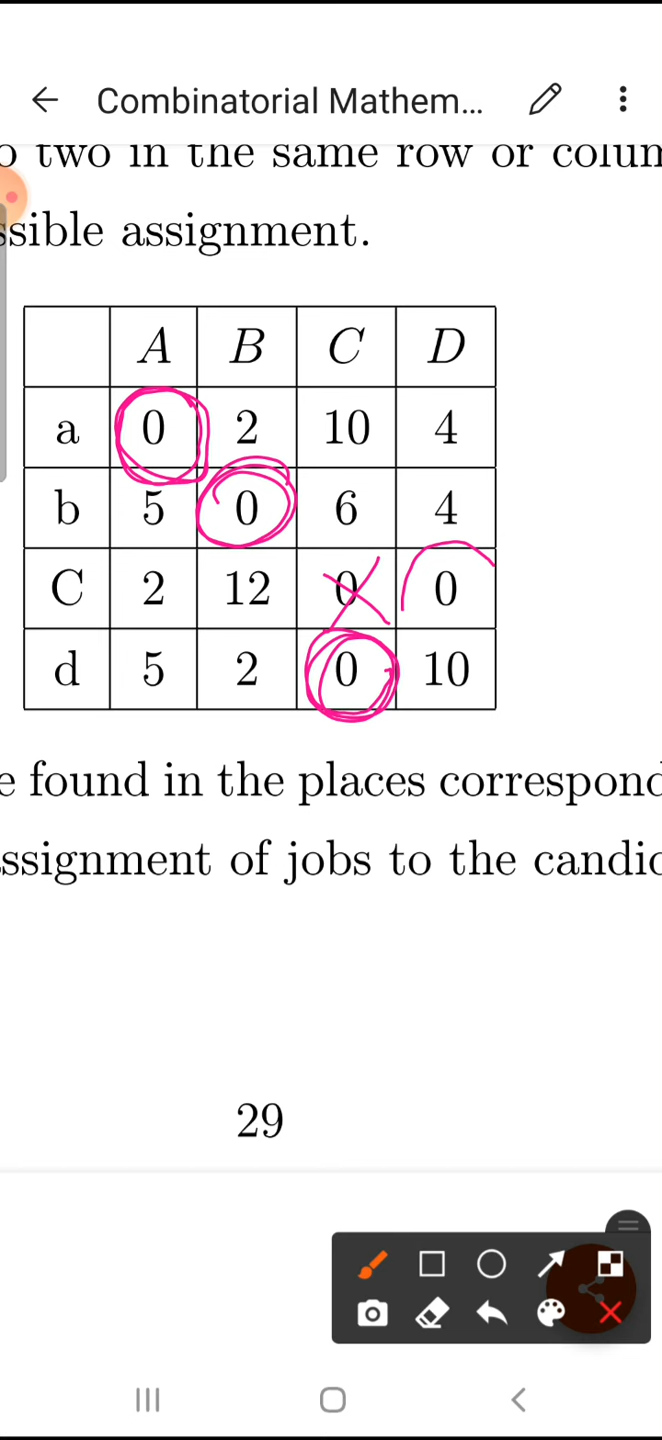 Combinatorial Mathem...
two in the same row or colum
ssible assignment.
A B C D
a 0 2 10 4
b 5 0 6 4
C 2 12 0 0
d 5 2 0 10
e found in the places correspond
ssignment of jobs to the candid
29